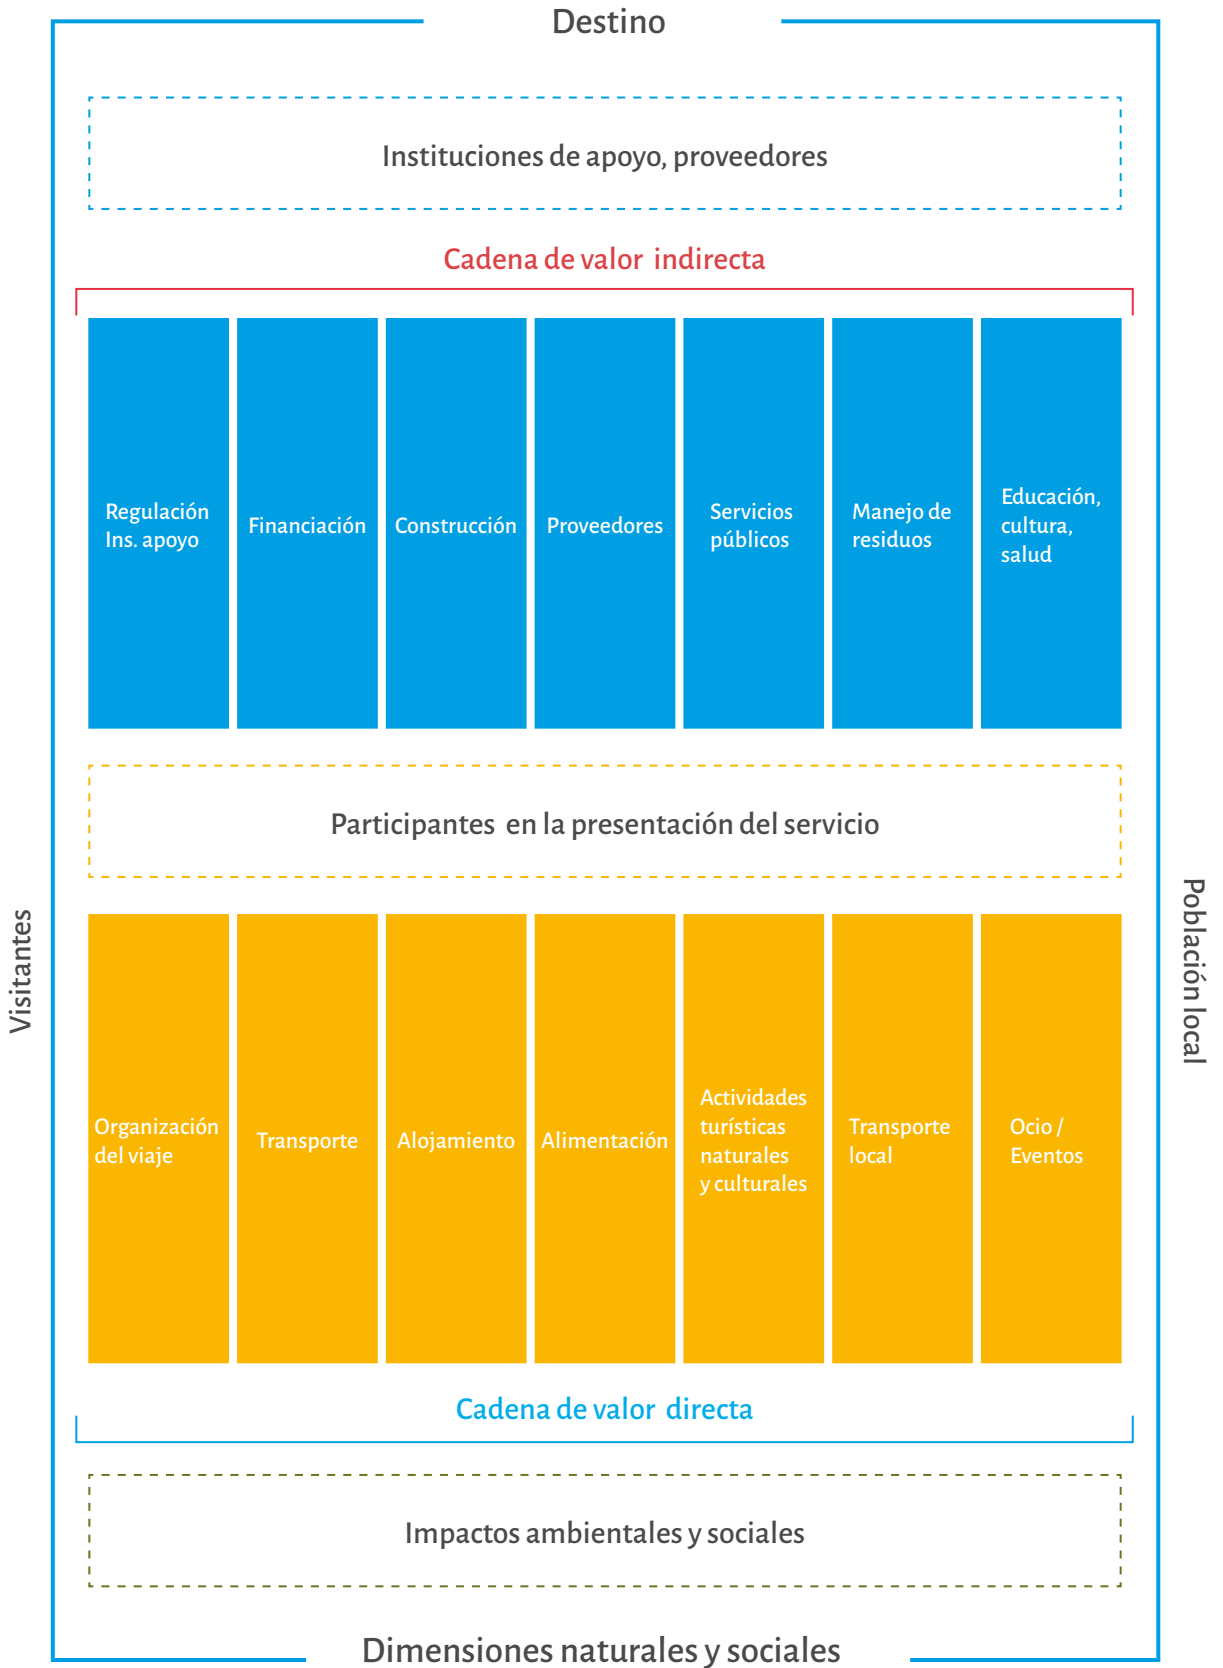 Destino
Instituciones de apoyo, proveedores
Cadena de valor indirecta
Regulación
Ins. apoyo
Financiación
Construcción
Proveedores
Servicios
públicos
Manejo de
residuos
Educación,
cultura,
salud
Participantes en la presentación del servicio
Visitantes
Población local
Organización
del viaje
Transporte
Alojamiento
Alimentación
Actividades
turísticas
naturales
y culturales
Transporte
local
Ocio /
Eventos
Cadena de valor directa
Impactos ambientales y sociales
Dimensiones naturales y sociales